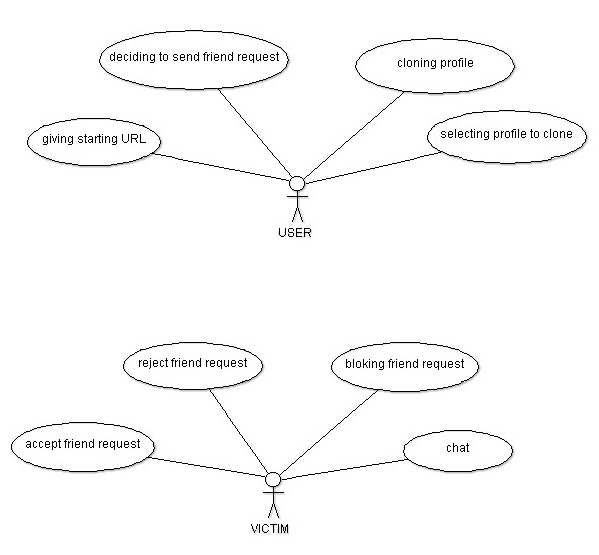 deciding to send friend request
cloning profile
giving starting URL
selecting profile to clone
USER
reject friend request
bloking friend request
accept friend request
chat
VICTIM